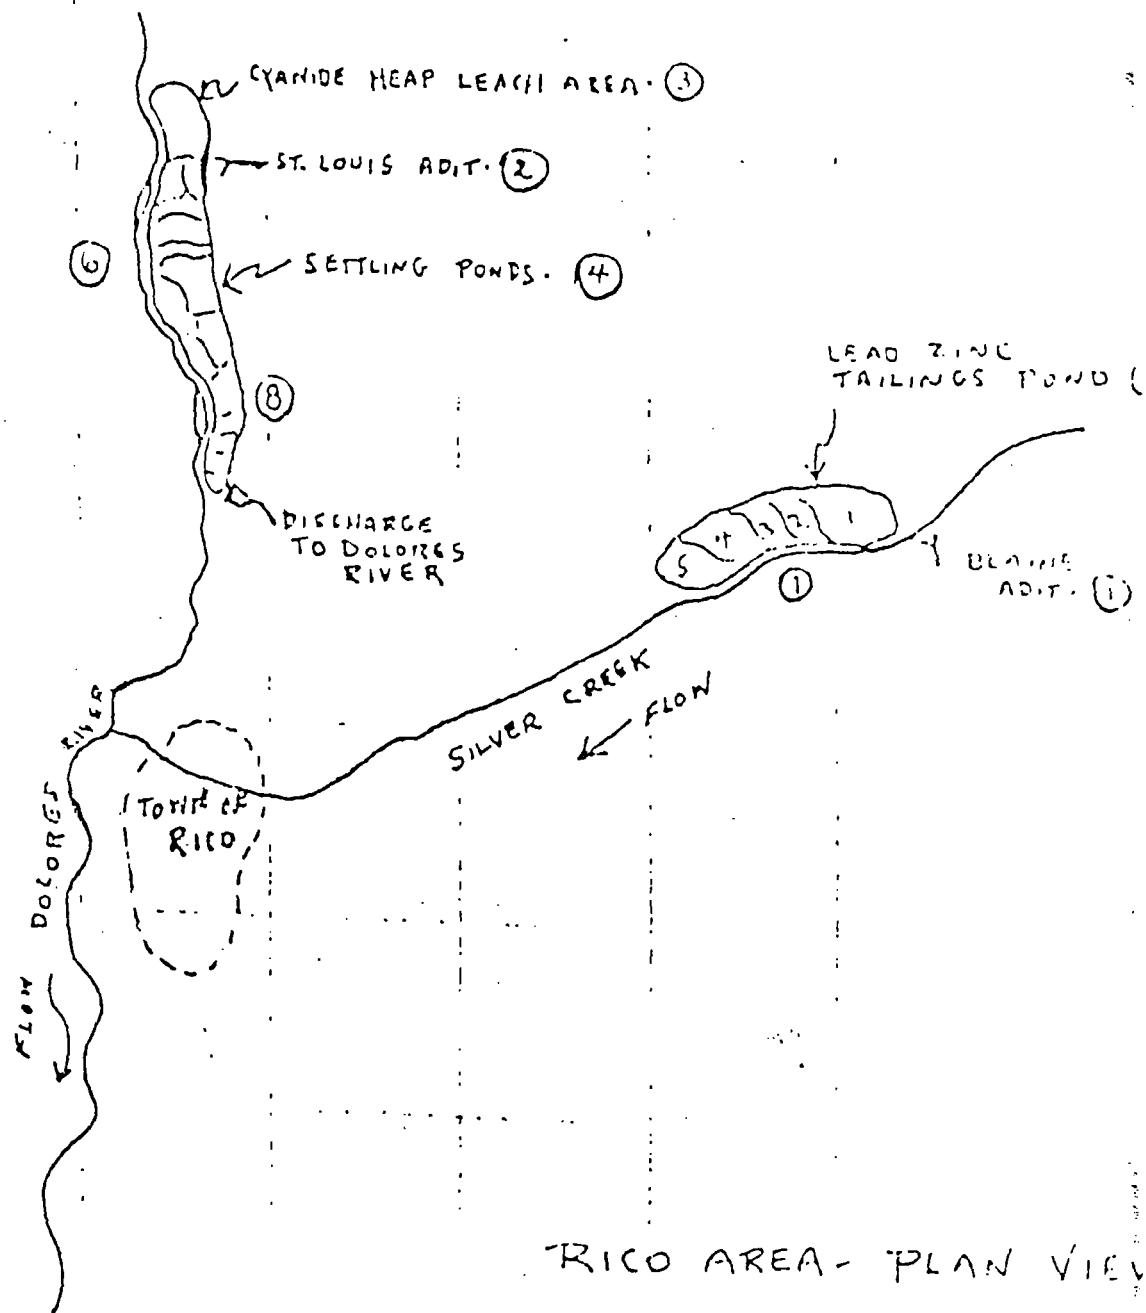 CYANIDE HEAP LEACH AREA. 3
ST. LOUIS ADIT. 2
6
SETTLING PONDS. 4
LEAD ZINC
TAILINGS POND (
8
1
2
3
4
5
DISCHARGE
TO DOLORES
RIVER
BLAINE
ADIT. (1)
1
SILVER CREEK
FLOW
RIVER
TOWN OF
RICO
DOLORES
FLOW
RICO AREA - PLAN VIEW